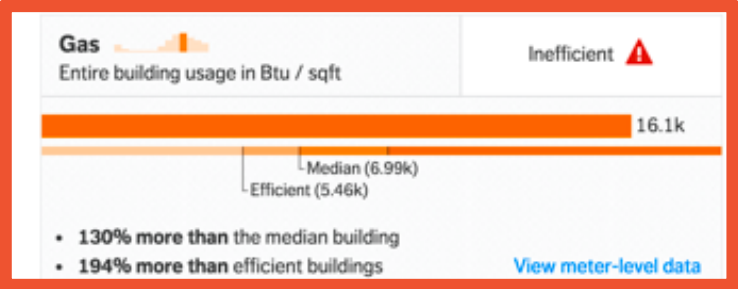 Gas
Entire building usage in Btu / sqft
Inefficient
16.1k
Median (6.99k)
Efficient (5.46k)
• 130% more than the median building
• 194% more than efficient buildings
View meter-level data